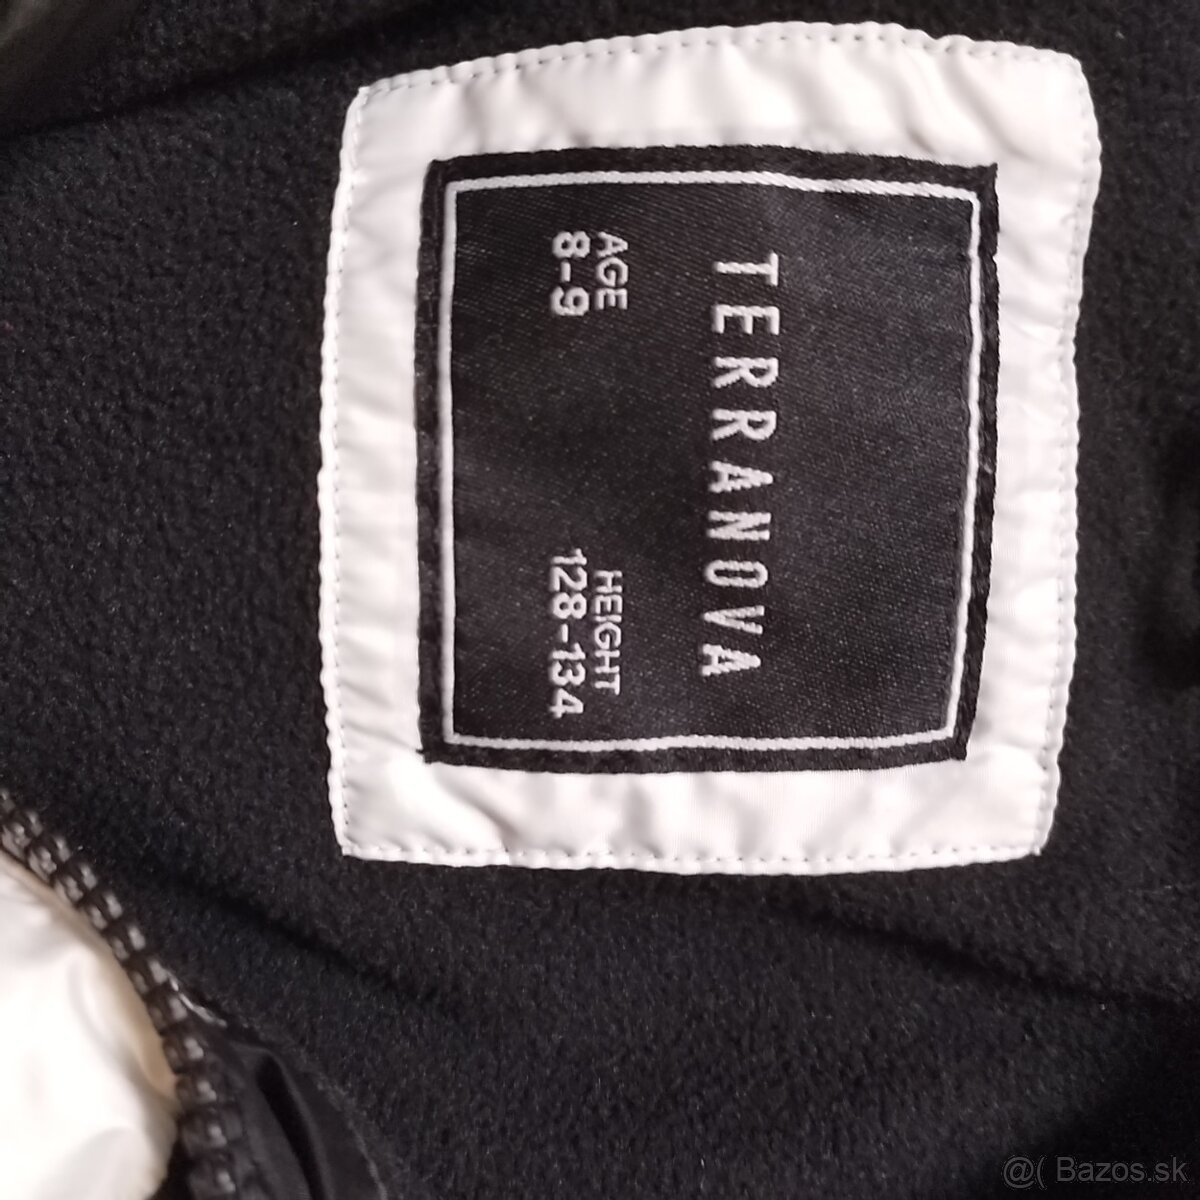 TERRANOVA
AGE HEIGHT
8-9 128-134
@( Bazos.sk